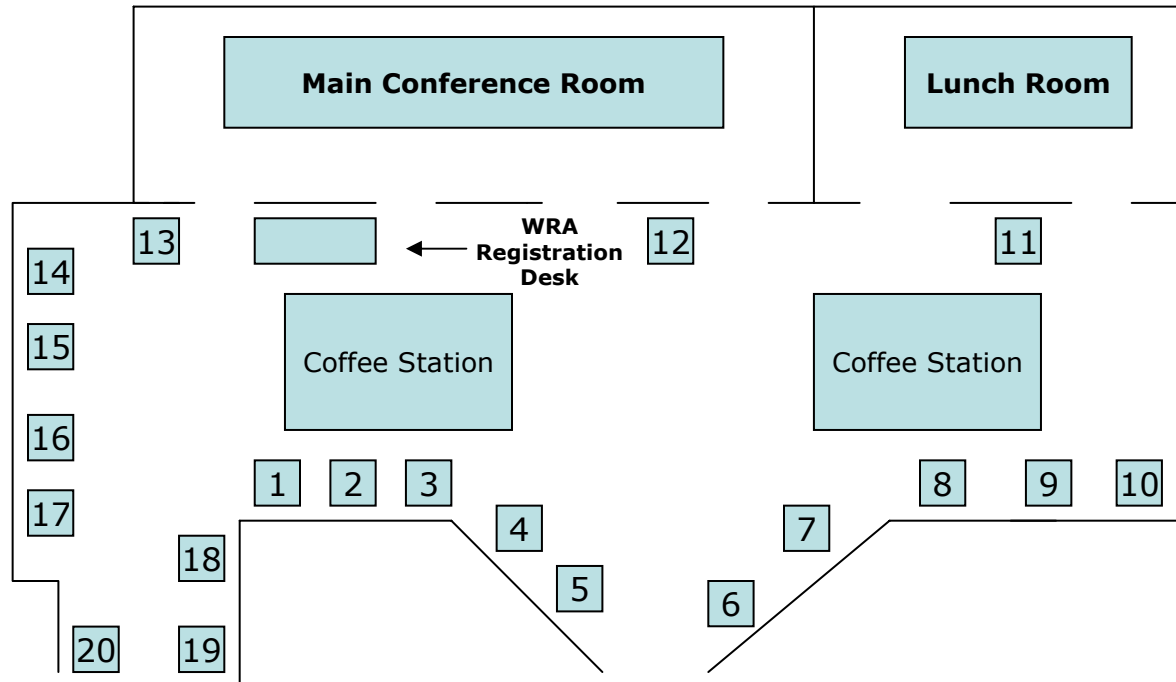 Main Conference Room
Lunch Room
13
WRA
Registration
Desk
12
11
14
15
Coffee Station
Coffee Station
16
17
1
2
3
8
9
10
4
7
18
5
6
20
19